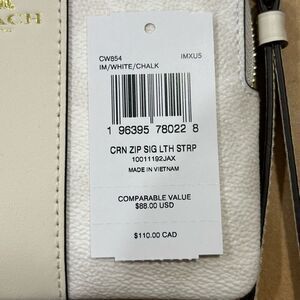 ACH
CW854 IMXU5
IM/WHITE/CHALK
1 96395 78022 8
CRN ZIP SIG LTH STRP
10011192JAX
MADE IN VIETNAM
COMPARABLE VALUE
$88.00 USD
$110.00 CAD